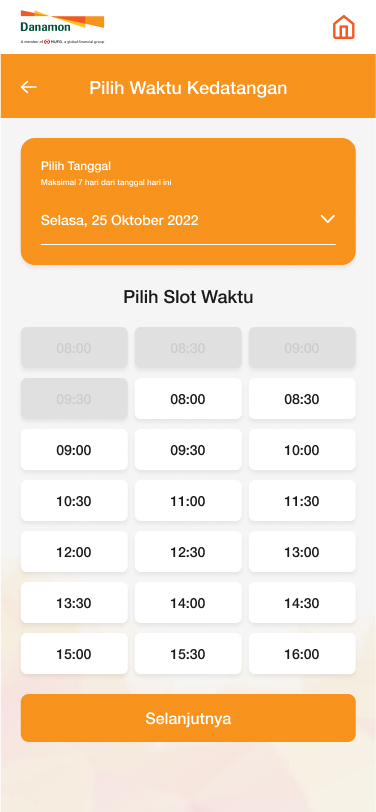 Danamon
A member of MUFG, a global financial group
Pilih Waktu Kedatangan
Pilih Tanggal
Maksimal 7 hari dari tanggal hari ini
Selasa, 25 Oktober 2022
Pilih Slot Waktu
08:00 08:30 09:00
09:30 08:00 08:30
09:00 09:30 10:00
10:30 11:00 11:30
12:00 12:30 13:00
13:30 14:00 14:30
15:00 15:30 16:00
Selanjutnya